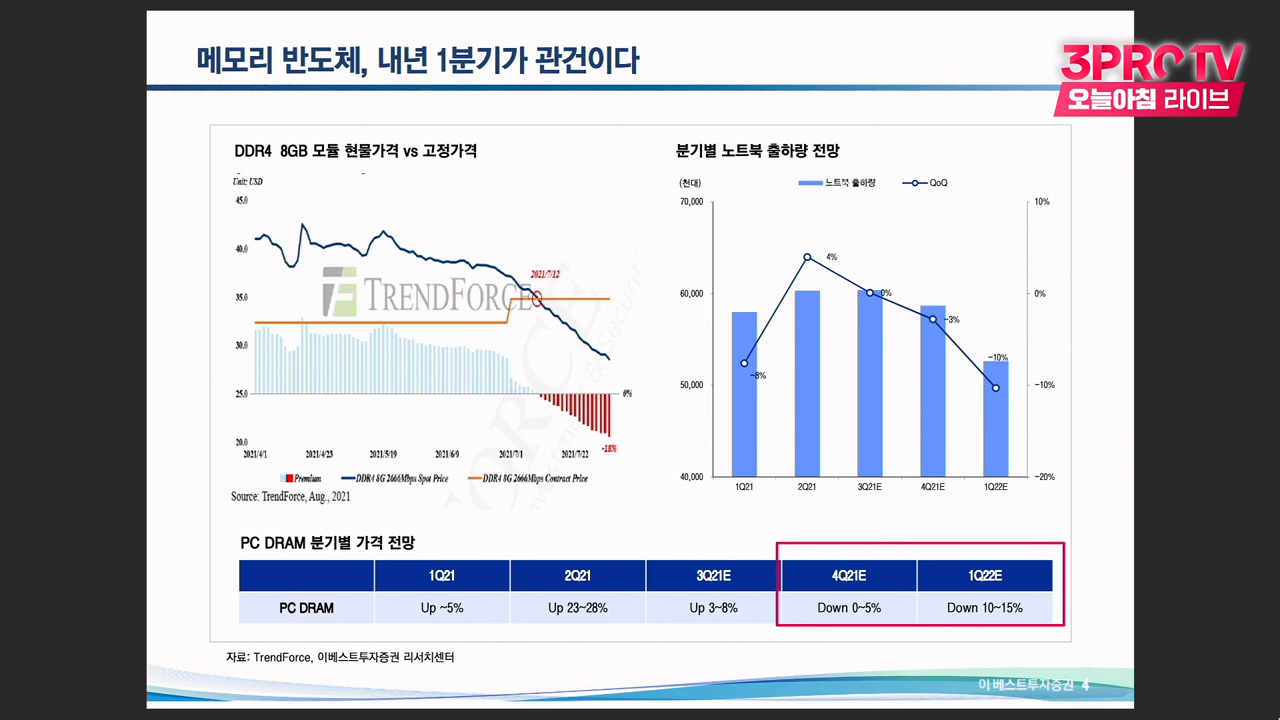 메모리 반도체, 내년 1분기가 관건이다
3PROTV
오늘아침 라이브
DDR4 8GB 모듈 현물가격 vs 고정가격
Unit: USD
45.0
40.0
35.0
30.0
25.0
20.0
TRENDFORCE
2021/7/12
0%
-18%
2021/4/1 2021/4/23 2021/5/19 2021/6/9 2021/7/1 2021/7/22
Premium DDR4 8G 2666Mbps Spot Price DDR4 8G 2666Mbps Contract Price
Source: TrendForce, Aug., 2021
분기별 노트북 출하량 전망
(천대) 노트북 출하량 QoQ
70,000 10%
60,000 0%
50,000 -10%
40,000 -20%
-8%
4%
0%
-3%
-10%
1Q21 2Q21 3Q21E 4Q21E 1Q22E
PC DRAM 분기별 가격 전망
1Q21 2Q21 3Q21E 4Q21E 1Q22E
PC DRAM Up ~5% Up 23~28% Up 3~8% Down 0~5% Down 10~15%
자료: TrendForce, 이베스트투자증권 리서치센터
이베스트투자증권 4